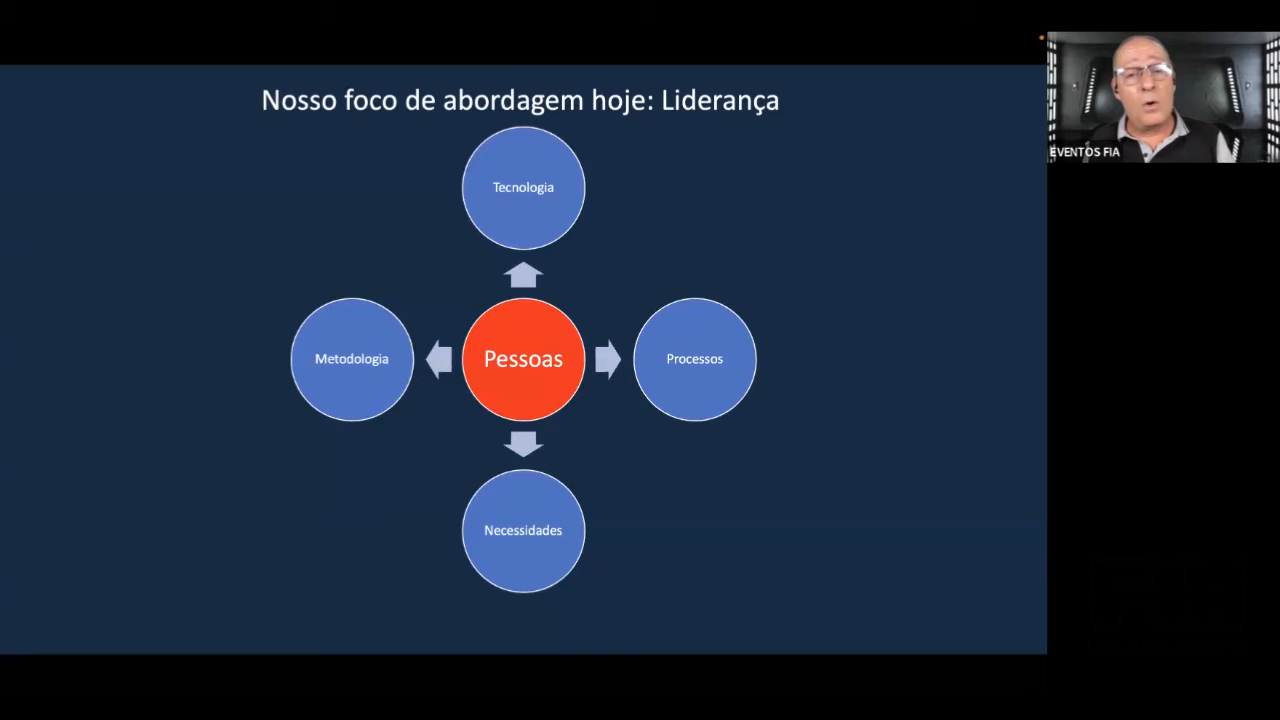 Nosso foco de abordagem hoje: Liderança
Tecnologia
Metodologia
Pessoas
Processos
Necessidades
EVENTOS FIA